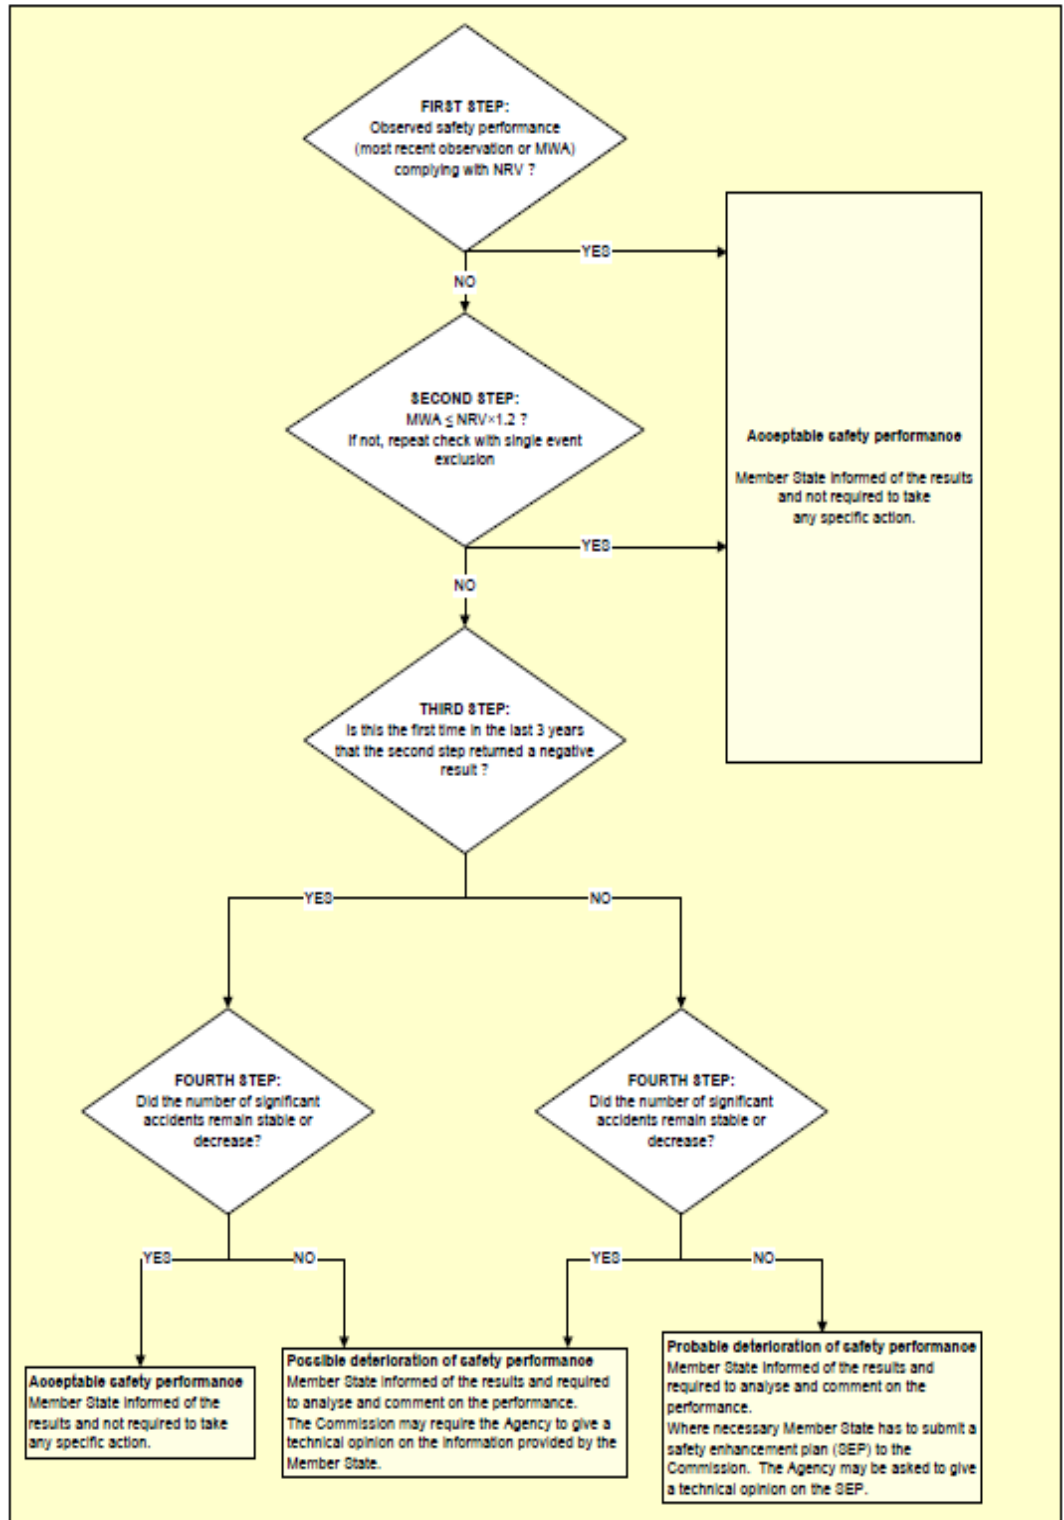 FIRST STEP:
Observed safety performance
(most recent observation or MWA)
complying with NRV ?
YES
NO
SECOND STEP:
MWA ≤ NRV×1.2 ?
If not, repeat check with single event
exclusion
Acceptable safety performance
Member State informed of the results
and not required to take
any specific action.
YES
NO
THIRD STEP:
Is this the first time in the last 3 years
that the second step returned a negative
result ?
YES
NO
FOURTH STEP:
Did the number of significant
accidents remain stable or
decrease?
FOURTH STEP:
Did the number of significant
accidents remain stable or
decrease?
YES
NO
YES
NO
Acceptable safety performance
Member State informed of the
results and not required to take
any specific action.
Possible deterioration of safety performance
Member State informed of the results and required
to analyse and comment on the performance.
The Commission may require the Agency to give a
technical opinion on the information provided by the
Member State.
Probable deterioration of safety performance
Member State informed of the results and
required to analyse and comment on the
performance.
Where necessary Member State has to submit a
safety enhancement plan (SEP) to the
Commission. The Agency may be asked to give
a technical opinion on the SEP.